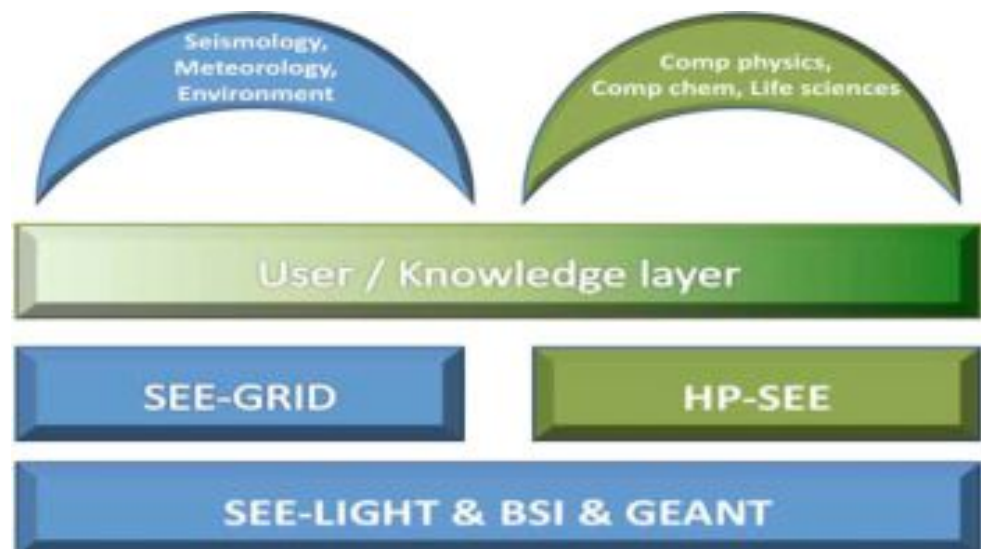 Seismology,
Meteorology,
Environment
Comp physics,
Comp chem, Life sciences
User / Knowledge layer
SEE-GRID
HP-SEE
SEE-LIGHT & BSI & GEANT